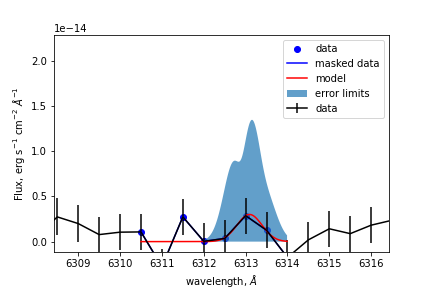 1e−14
data
masked data
model
error limits
data
2.0
1.5
1.0
0.5
0.0
Flux, erg s⁻¹ cm⁻² Å⁻¹
6309 6310 6311 6312 6313 6314 6315 6316
wavelength, Å